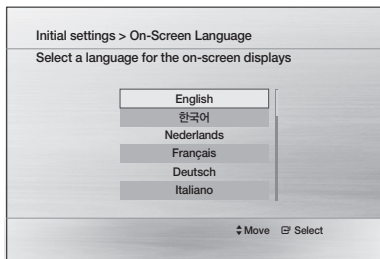 Initial settings > On-Screen Language
Select a language for the on-screen displays
English
한국어
Nederlands
Français
Deutsch
Italiano
Move Select